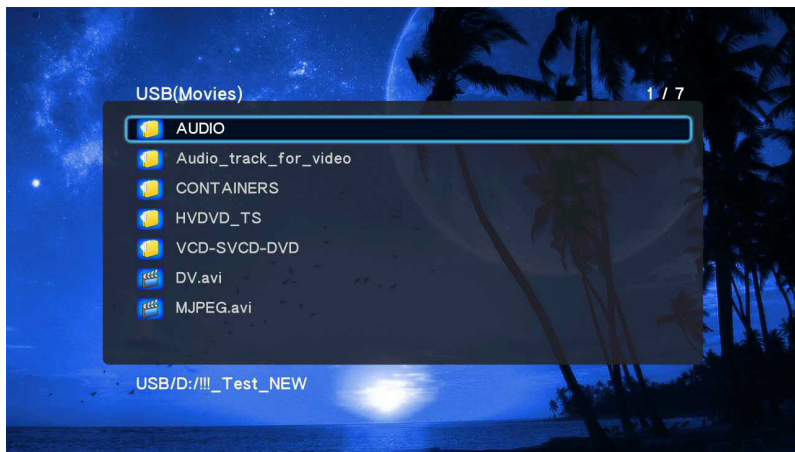 USB(Movies) 1 / 7
AUDIO
Audio_track_for_video
CONTAINERS
HVDVD_TS
VCD-SVCD-DVD
DV.avi
MJPEG.avi
USB/D:/!!!_Test_NEW